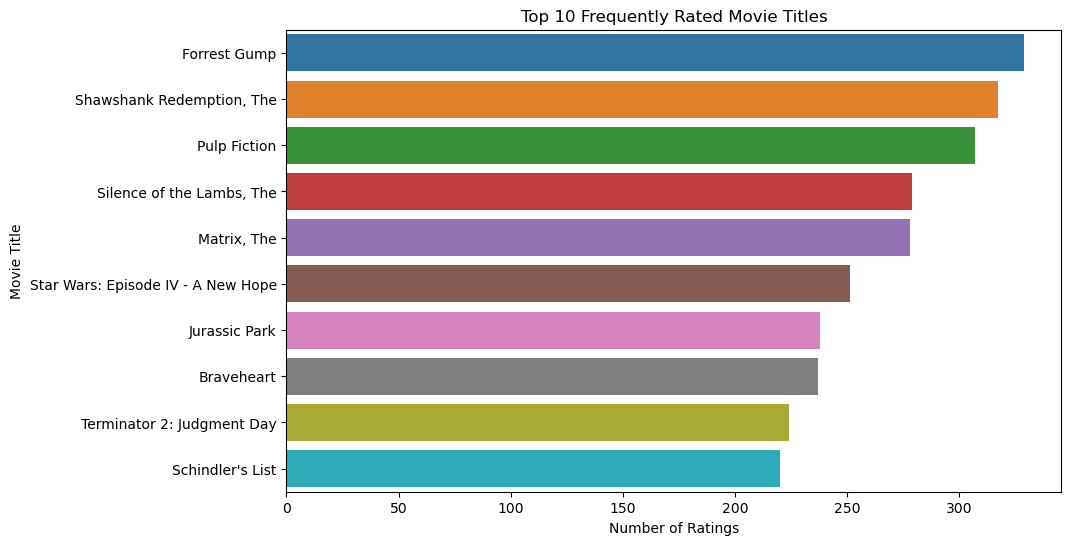 Top 10 Frequently Rated Movie Titles
Movie Title
Forrest Gump
Shawshank Redemption, The
Pulp Fiction
Silence of the Lambs, The
Matrix, The
Star Wars: Episode IV - A New Hope
Jurassic Park
Braveheart
Terminator 2: Judgment Day
Schindler's List
0 50 100 150 200 250 300
Number of Ratings